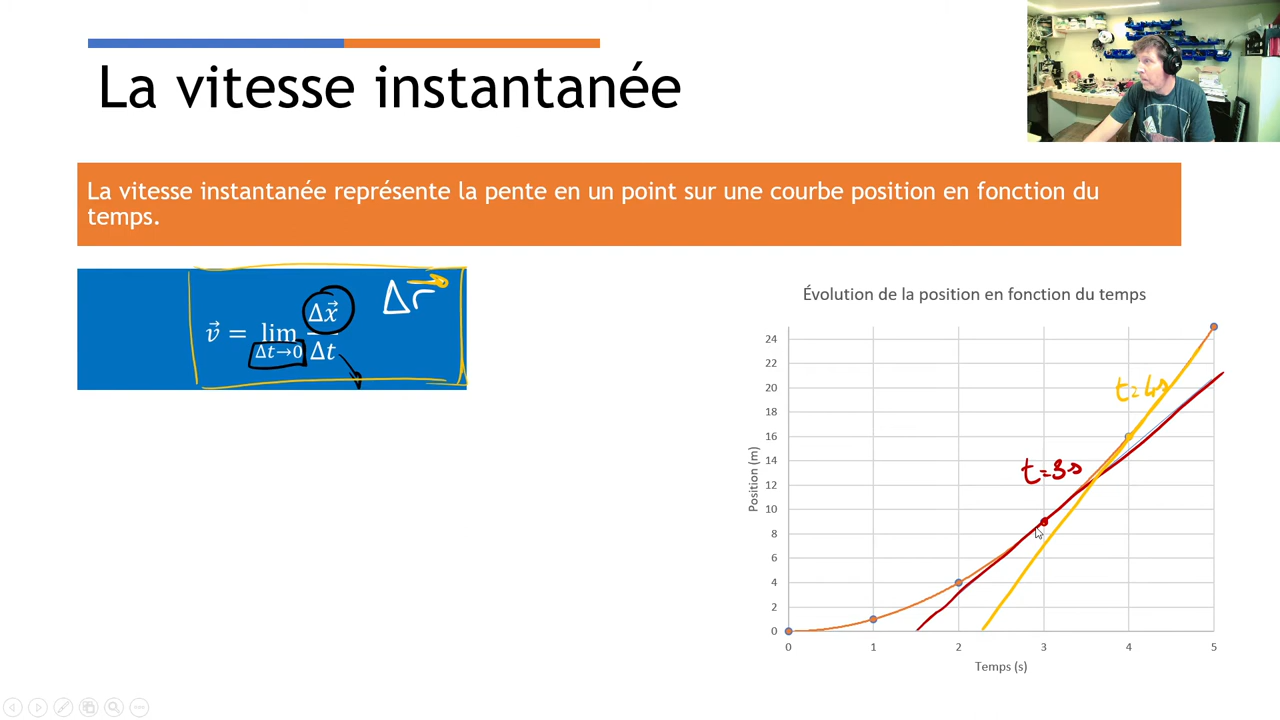 La vitesse instantanée
La vitesse instantanée représente la pente en un point sur une courbe position en fonction du
temps.
v⃗ = lim Δt→0 Δx⃗ / Δt
Δr⃗
Évolution de la position en fonction du temps
24
22
20
18
16
14
12
10
8
6
4
2
0
Position (m)
t=4s
t=3s
0 1 2 3 4 5
Temps (s)